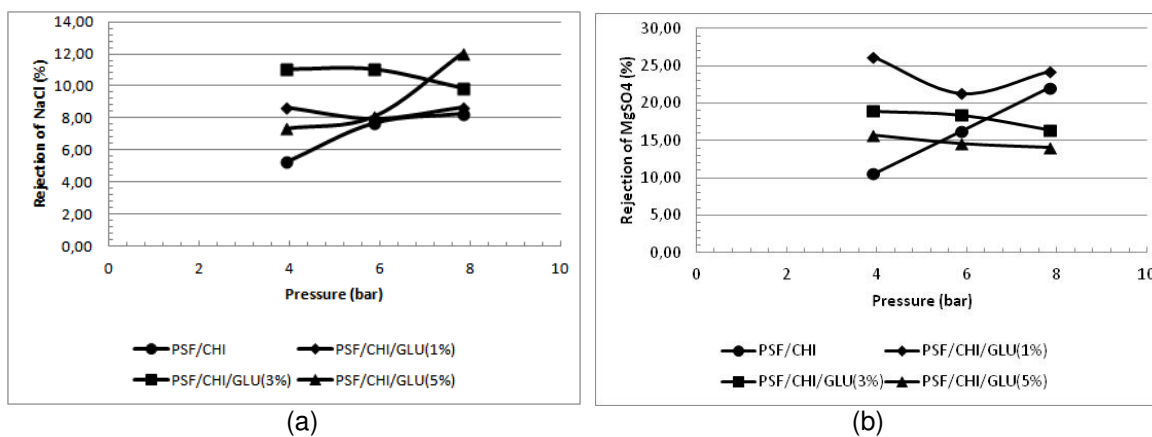 14,00
12,00
10,00
8,00
6,00
4,00
2,00
0,00
Rejection of NaCl (%)
0 2 4 6 8 10
Pressure (bar)
PSF/CHI PSF/CHI/GLU(1%)
PSF/CHI/GLU(3%) PSF/CHI/GLU(5%)
(a)
30,00
25,00
20,00
15,00
10,00
5,00
0,00
Rejection of MgSO4 (%)
0 2 4 6 8 10
Pressure (bar)
PSF/CHI PSF/CHI/GLU(1%)
PSF/CHI/GLU(3%) PSF/CHI/GLU(5%)
(b)